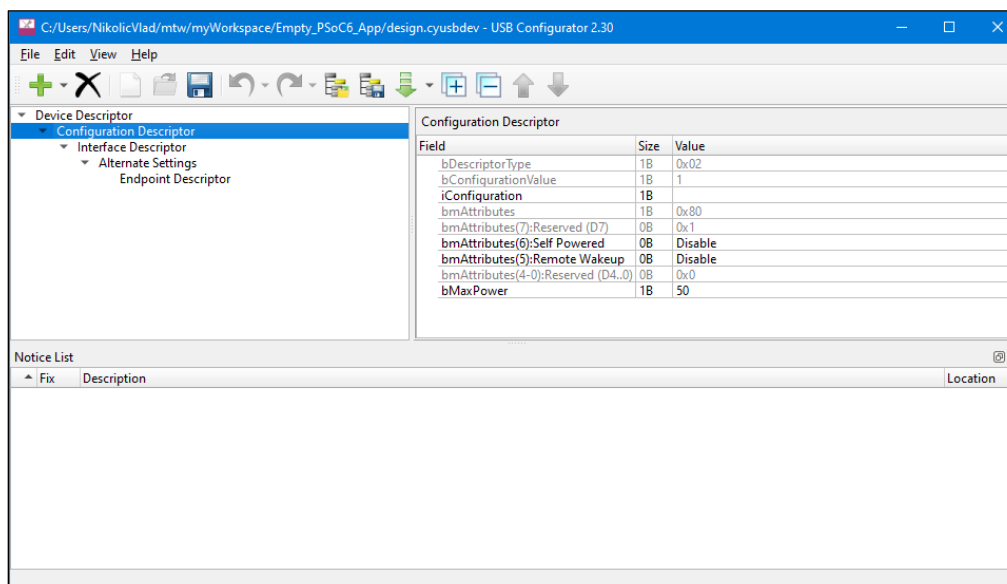 C:/Users/NikolicVlad/mtw/myWorkspace/Empty_PSoC6_App/design.cyusbdev - USB Configurator 2.30
File Edit View Help
Device Descriptor
Configuration Descriptor
Interface Descriptor
Alternate Settings
Endpoint Descriptor
Configuration Descriptor
Field Size Value
bDescriptorType 1B 0x02
bConfigurationValue 1B 1
iConfiguration 1B
bmAttributes 1B 0x80
bmAttributes(7):Reserved (D7) 0B 0x1
bmAttributes(6):Self Powered 0B Disable
bmAttributes(5):Remote Wakeup 0B Disable
bmAttributes(4-0):Reserved (D4..0) 0B 0x0
bMaxPower 1B 50
Notice List
Fix Description Location